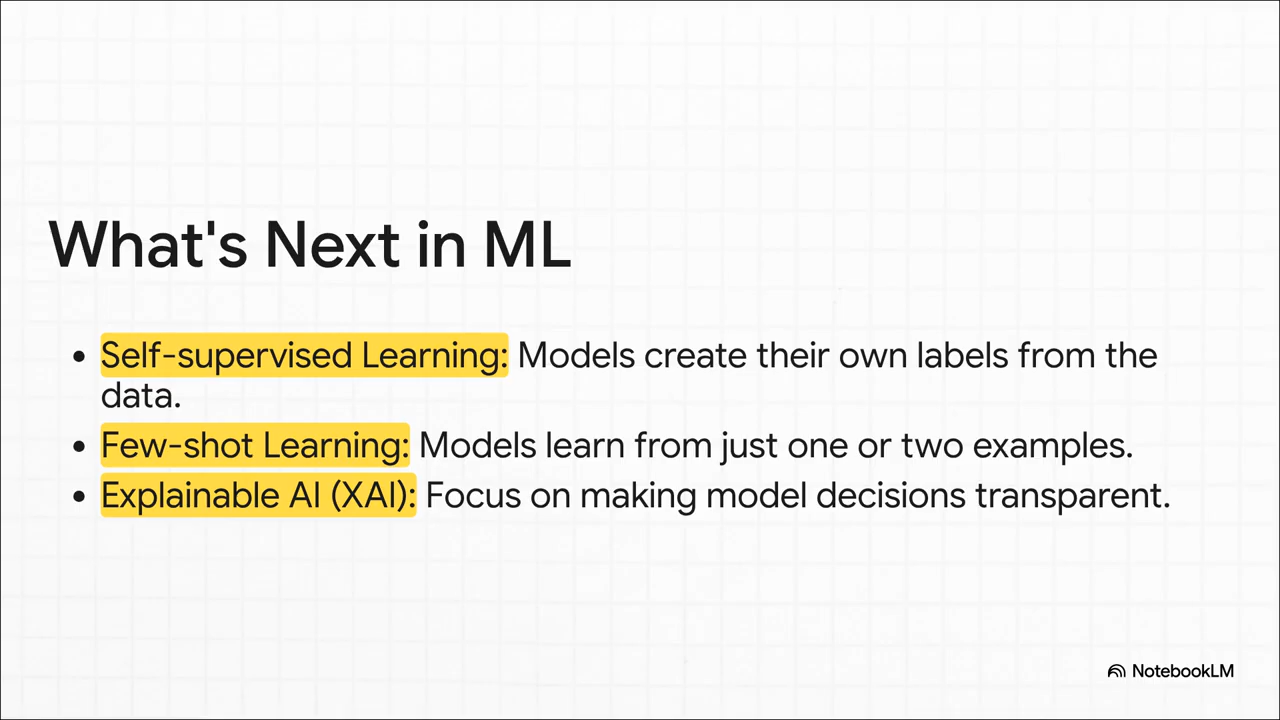 What's Next in ML
• Self-supervised Learning: Models create their own labels from the
data.
• Few-shot Learning: Models learn from just one or two examples.
• Explainable AI (XAI): Focus on making model decisions transparent.
NotebookLM